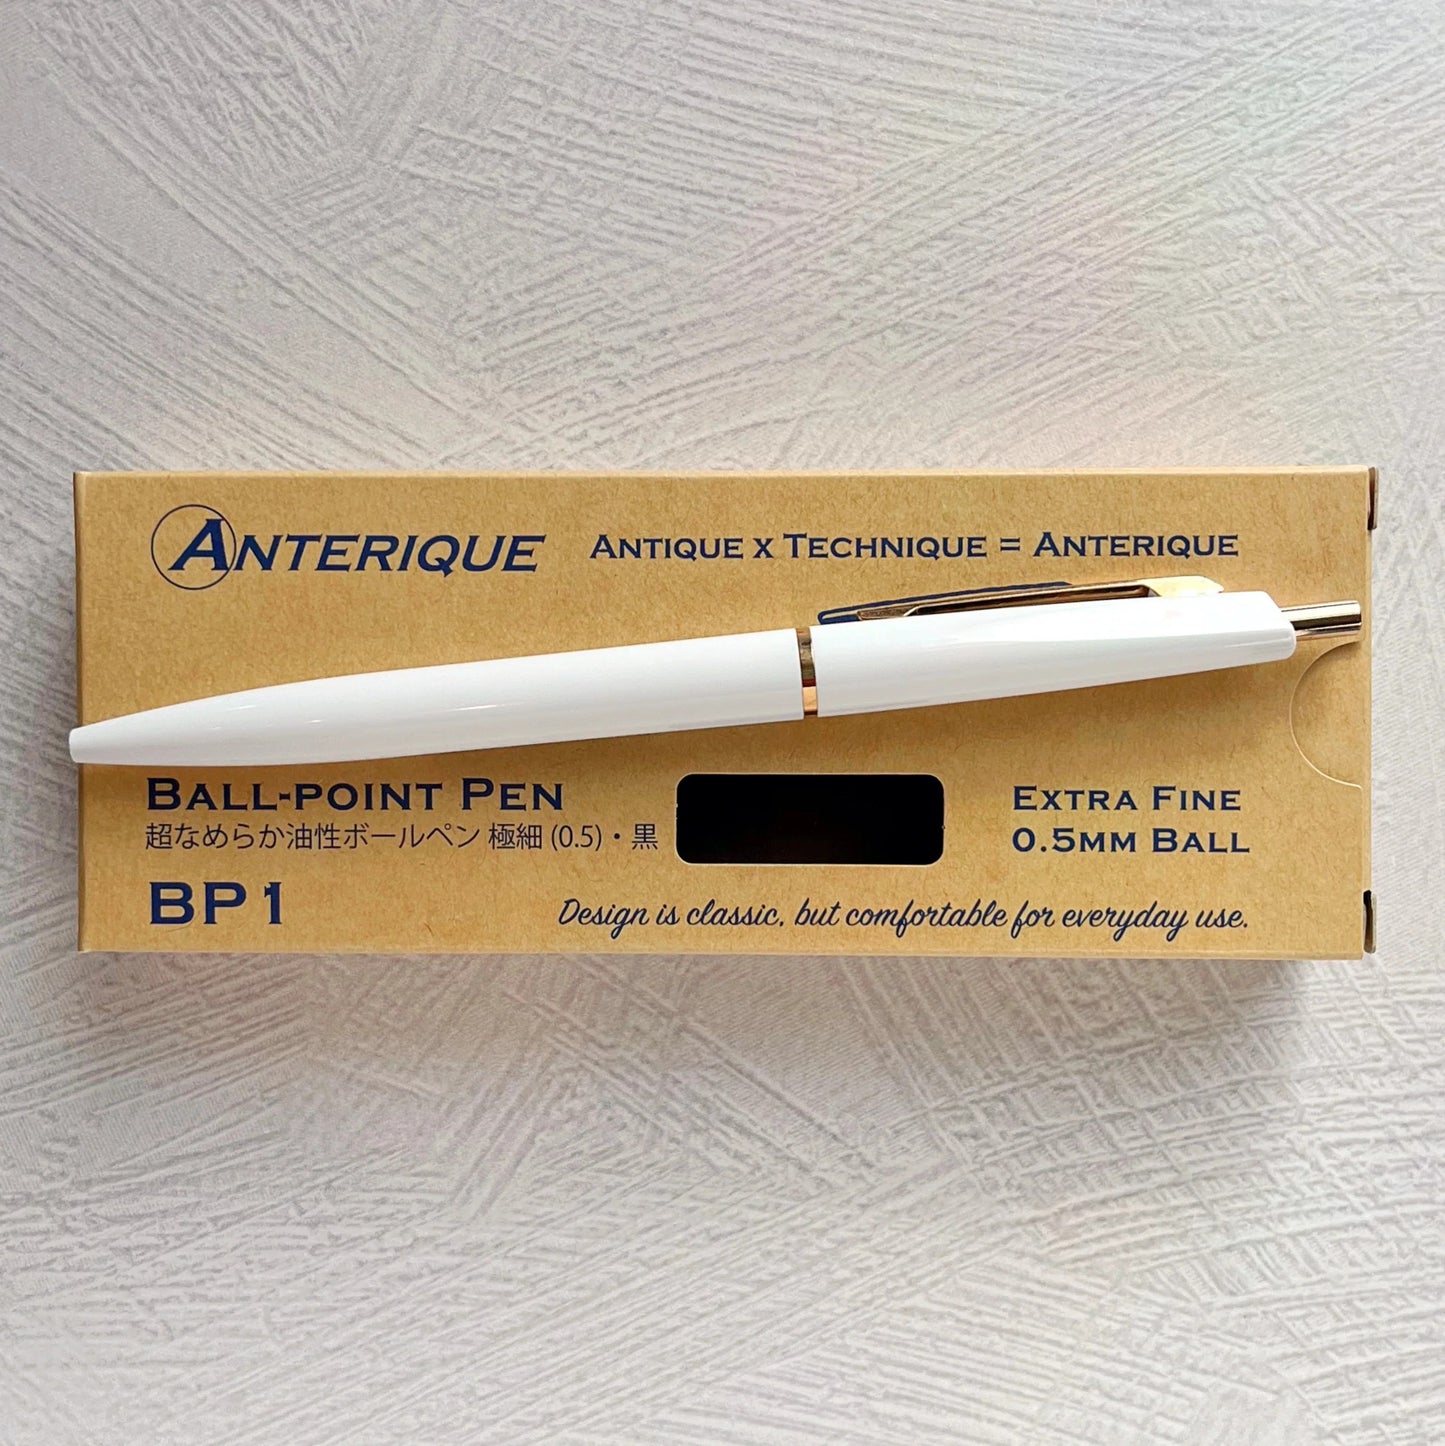 ANTERIQUE
ANTIQUE X TECHNIQUE = ANTERIQUE
BALL-POINT PEN
超なめらか油性ボールペン 極細 (0.5)・黒
EXTRA FINE
0.5MM BALL
BP1
Design is classic, but comfortable for everyday use.